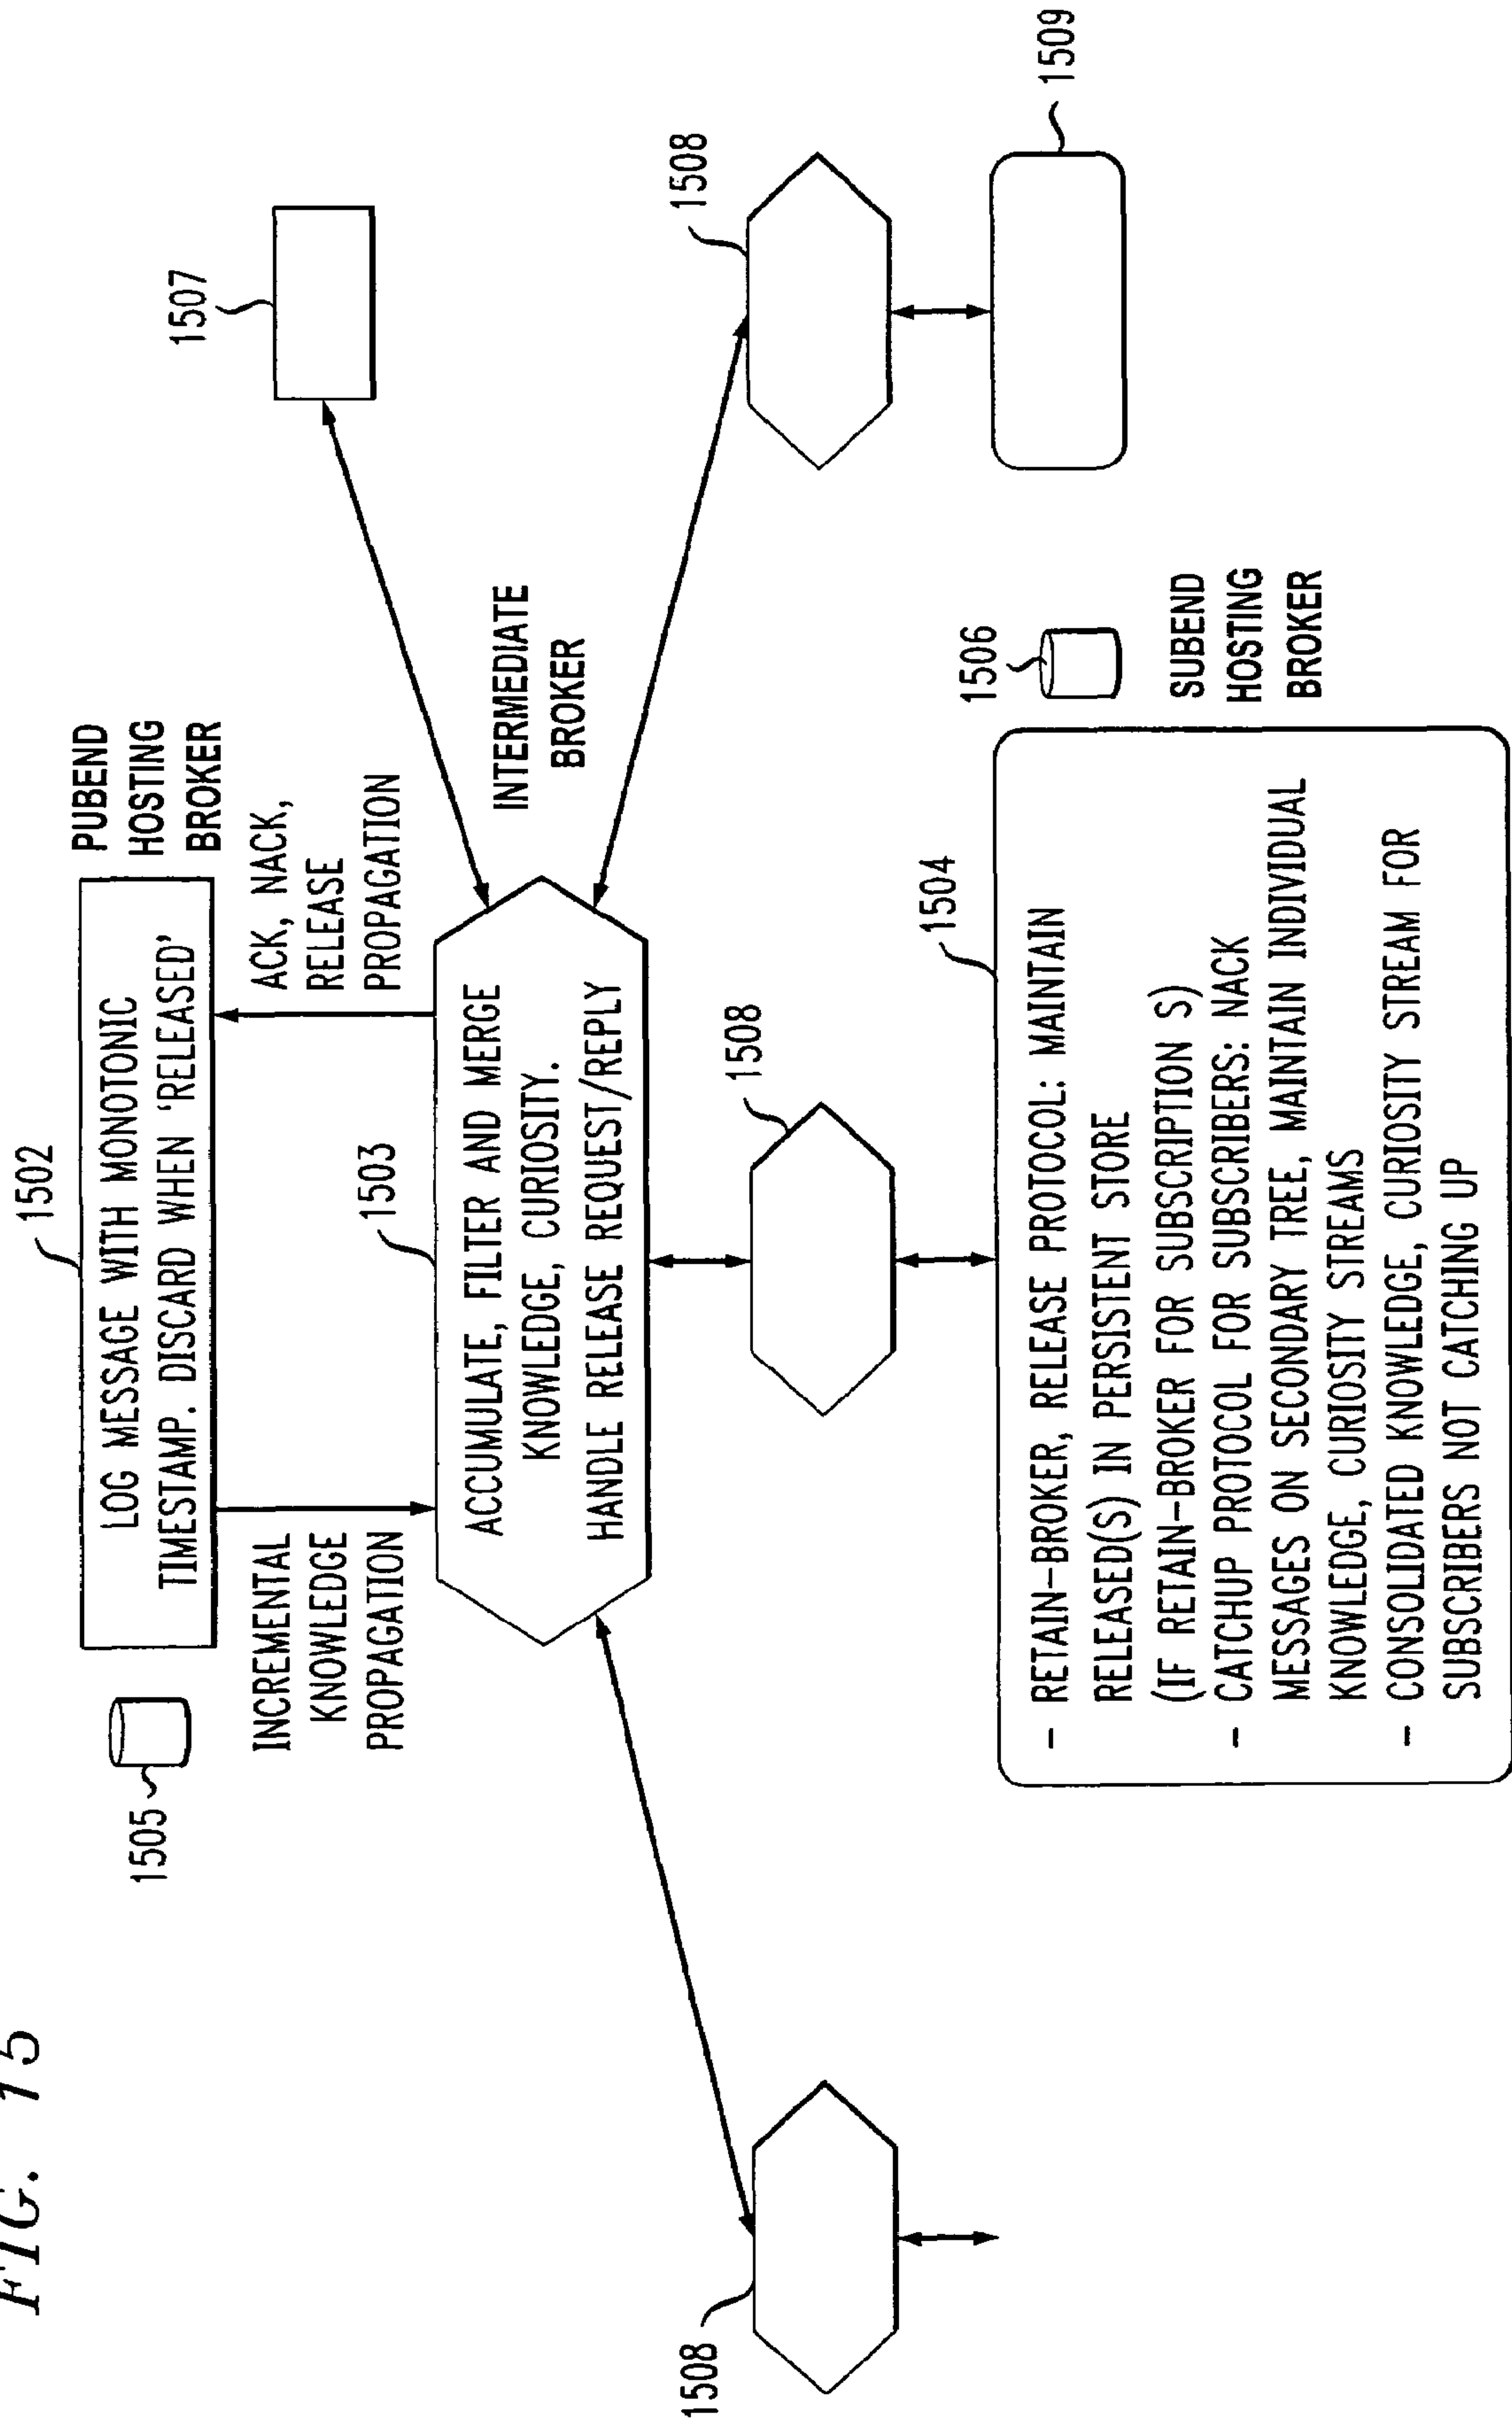 FIG. 15
1502
PUBEND
HOSTING
BROKER
1505
LOG MESSAGE WITH MONOTONIC
TIMESTAMP. DISCARD WHEN 'RELEASED'
INCREMENTAL
KNOWLEDGE
PROPAGATION
ACK, NACK,
RELEASE
PROPAGATION
1507
1503
ACCUMULATE, FILTER AND MERGE
KNOWLEDGE, CURIOSITY.
HANDLE RELEASE REQUEST/REPLY
INTERMEDIATE
BROKER
1508
1508
1508
1504
- RETAIN-BROKER, RELEASE PROTOCOL: MAINTAIN
RELEASED(S) IN PERSISTENT STORE
(IF RETAIN-BROKER FOR SUBSCRIPTION S)
- CATCHUP PROTOCOL FOR SUBSCRIBERS: NACK
MESSAGES ON SECONDARY TREE, MAINTAIN INDIVIDUAL
KNOWLEDGE, CURIOSITY STREAMS
- CONSOLIDATED KNOWLEDGE, CURIOSITY STREAM FOR
SUBSCRIBERS NOT CATCHING UP
1506
SUBEND
HOSTING
BROKER
1509